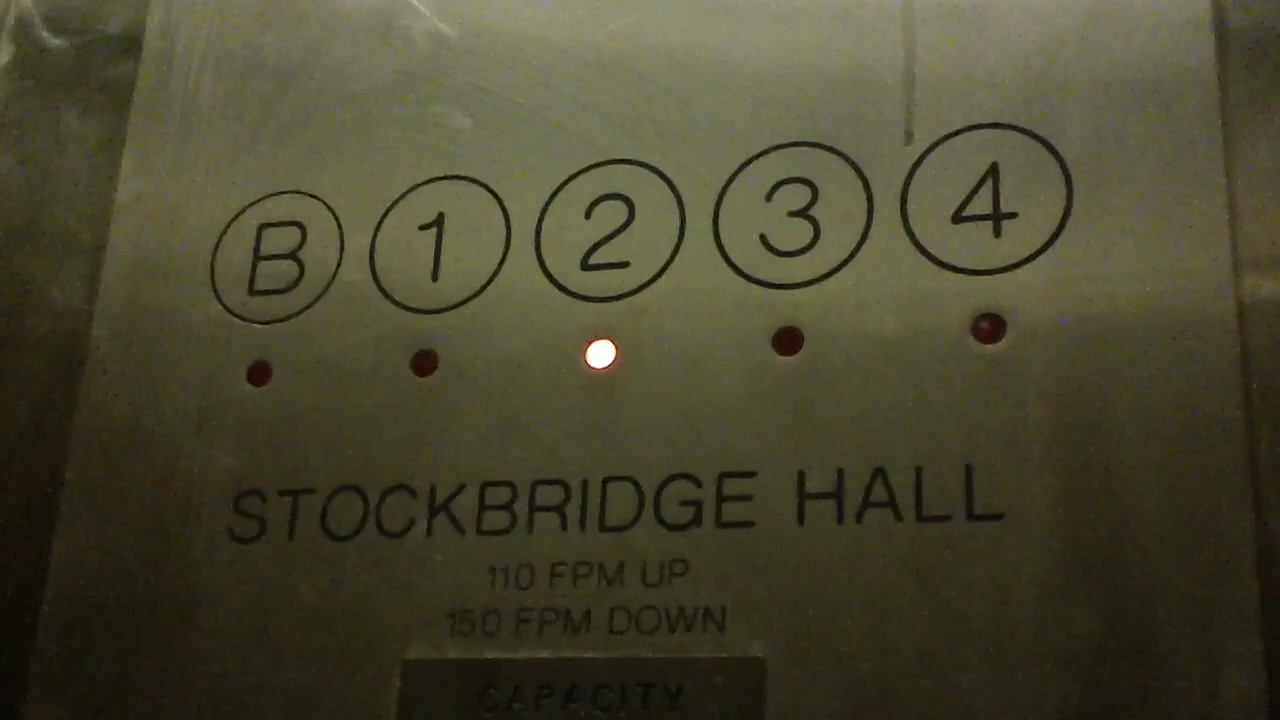 B 1 2 3 4
STOCKBRIDGE HALL
110 FPM UP
150 FPM DOWN
CAPACITY